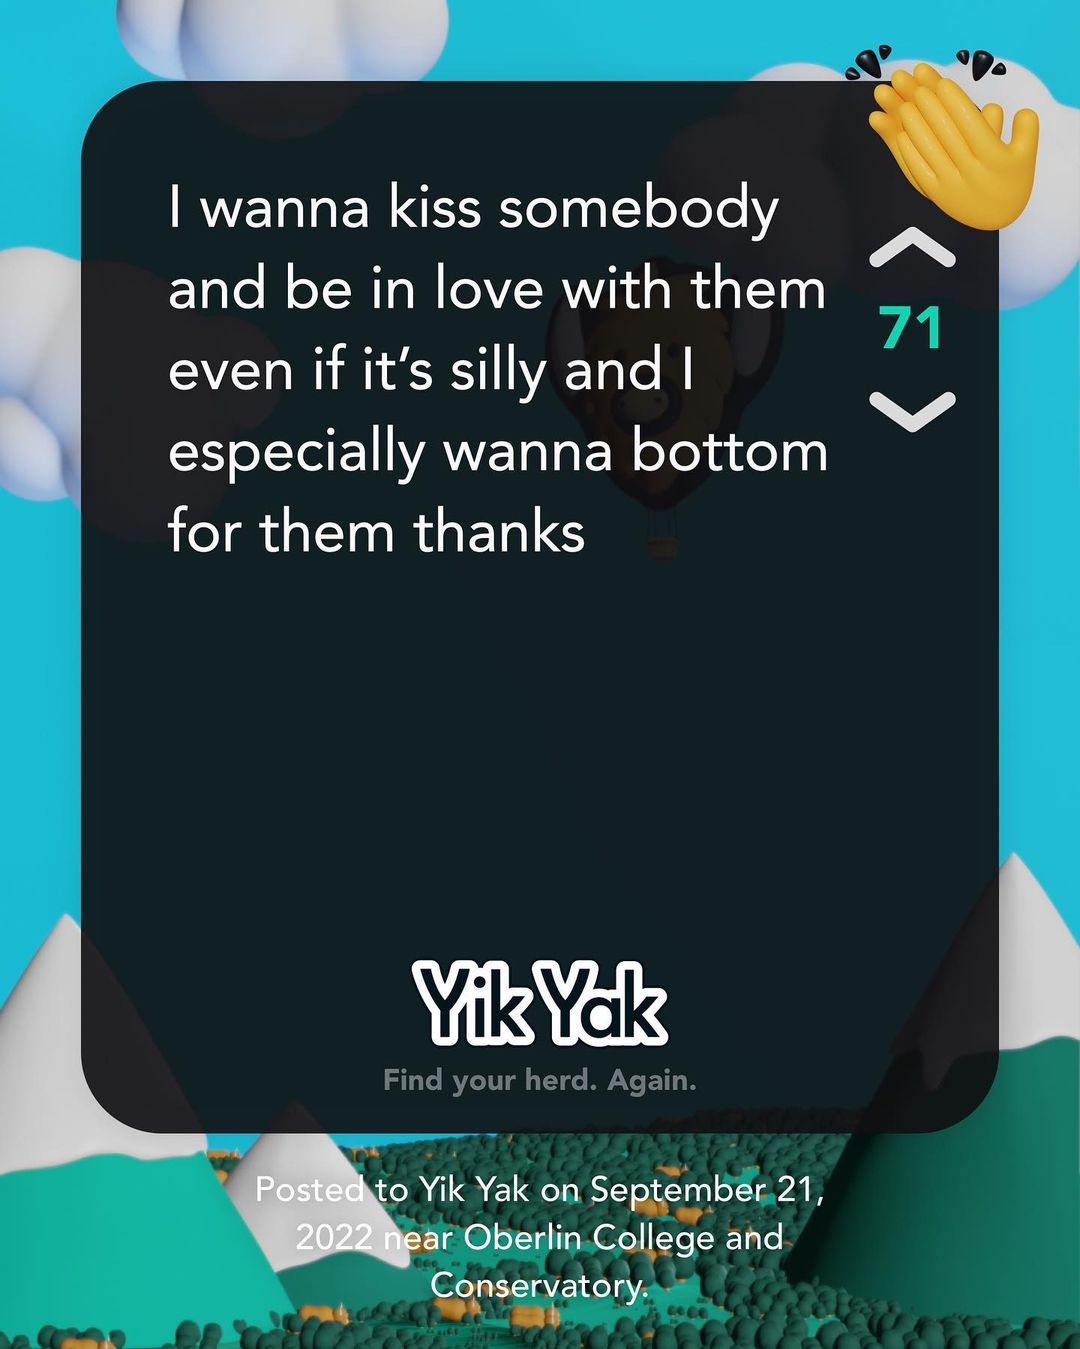 I wanna kiss somebody
and be in love with them
even if it’s silly and I
especially wanna bottom
for them thanks
71
Yik Yak
Find your herd. Again.
Posted to Yik Yak on September 21,
2022 near Oberlin College and
Conservatory.